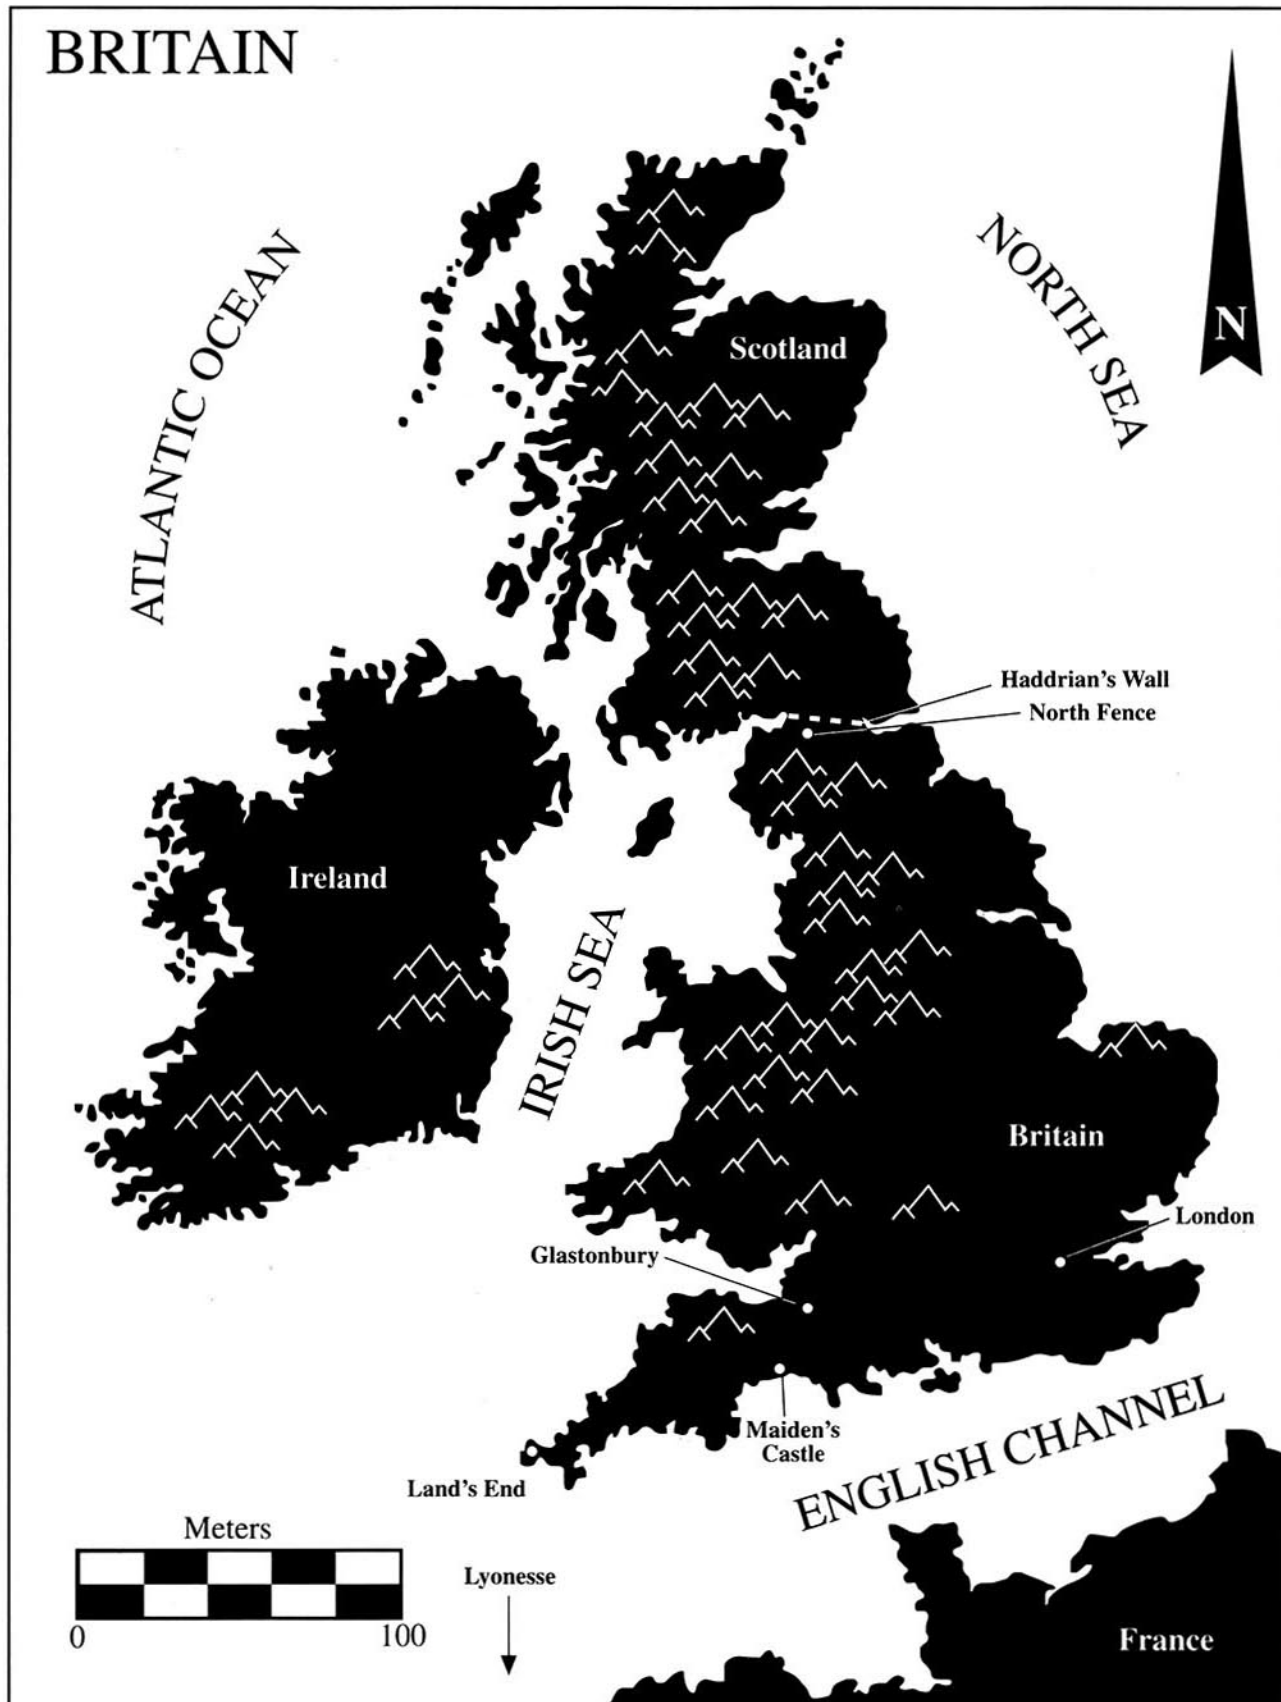 BRITAIN
ATLANTIC OCEAN
NORTH SEA
N
Scotland
Haddrian's Wall
North Fence
Ireland
IRISH SEA
Britain
London
Glastonbury
Maiden's
Castle
ENGLISH CHANNEL
Land's End
Meters
0 100
Lyonesse
France